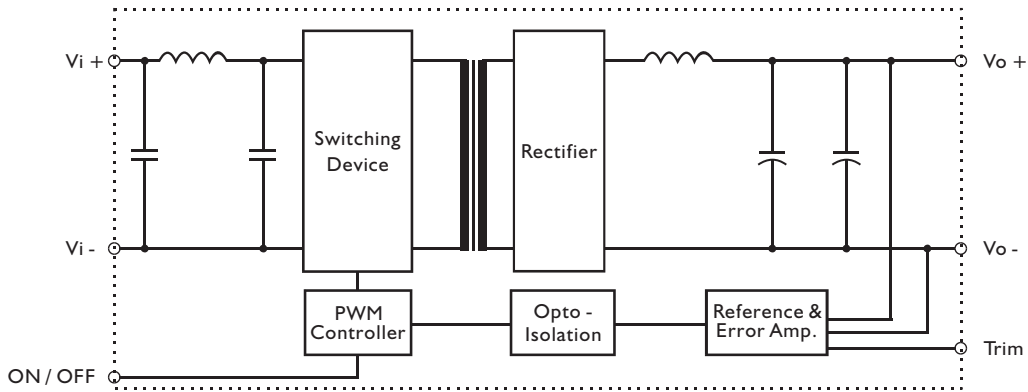 Vi +
Switching
Device
Rectifier
Vo +
Vi -
Vo -
PWM
Controller
Opto -
Isolation
Reference &
Error Amp.
Trim
ON / OFF